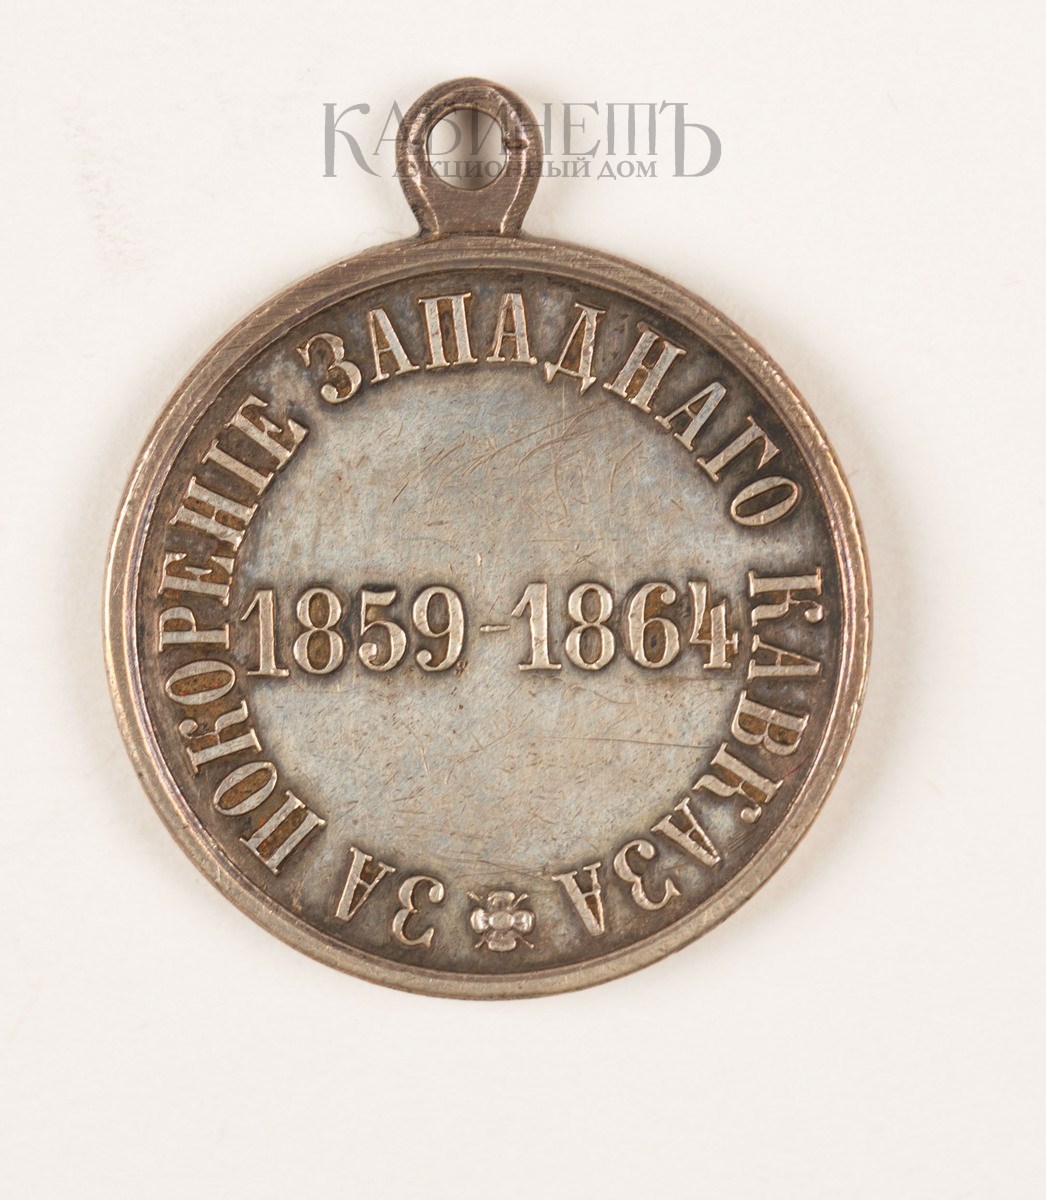 КАБИНЕТЪ
АУКЦИОННЫЙ ДОМ
ЗА ПОКОРЕНІЕ ЗАПАДНАГО КАВКАЗА
1859-1864